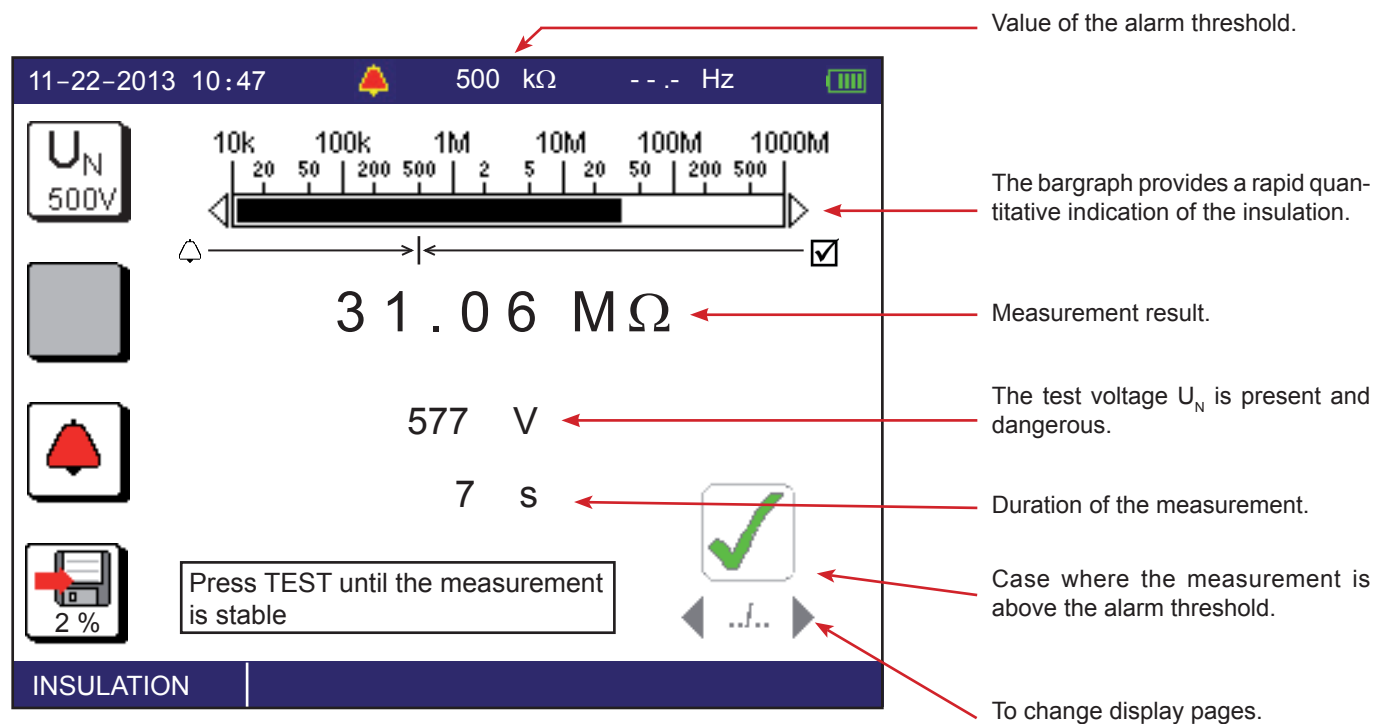 Value of the alarm threshold.
11-22-2013 10:47 500 kΩ - - .- Hz
U_N
500V
10k 100k 1M 10M 100M 1000M
20 50 200 500 2 5 20 50 200 500
The bargraph provides a rapid quan-
titative indication of the insulation.
31.06 MΩ
Measurement result.
577 V
The test voltage U_N is present and
dangerous.
7 s
Duration of the measurement.
Press TEST until the measurement
is stable
2 %
Case where the measurement is
above the alarm threshold.
INSULATION
To change display pages.